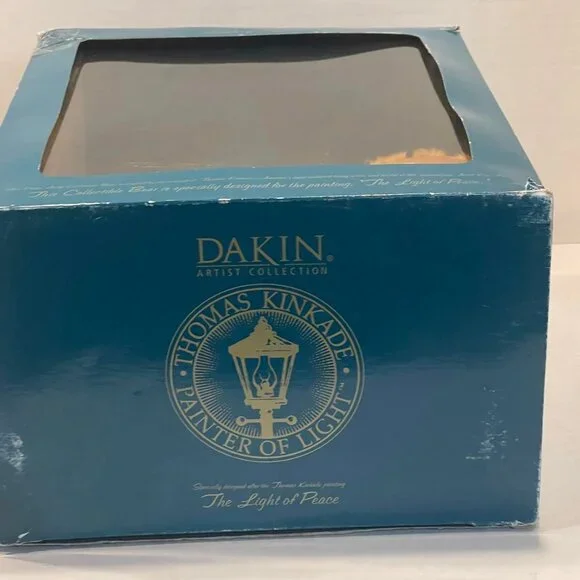 The Collectible Bear is specially designed for the painting, "The Light of Peace"
DAKIN®
ARTIST COLLECTION
• THOMAS KINKADE •
PAINTER OF LIGHT™
Specially designed after the Thomas Kinkade painting
The Light of Peace